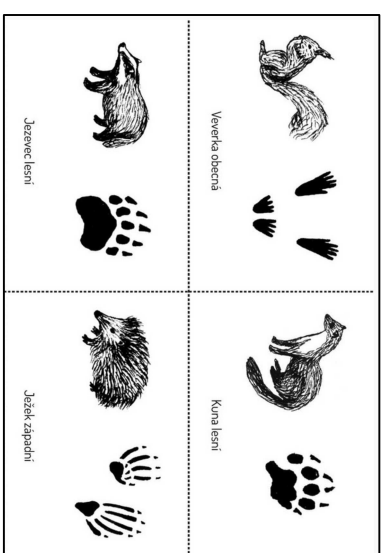 Veverka obecná
Kuna lesní
Jezevec lesní
Ježek západní